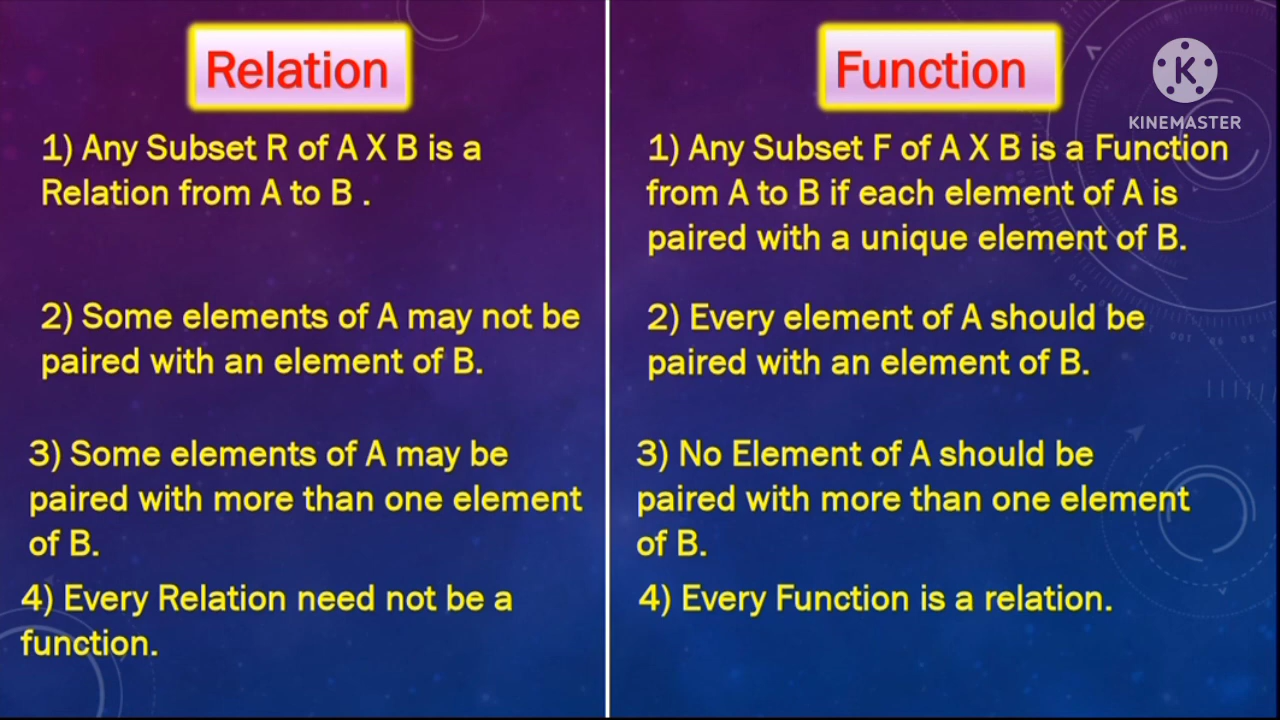 Relation
1) Any Subset R of A X B is a
Relation from A to B .
2) Some elements of A may not be
paired with an element of B.
3) Some elements of A may be
paired with more than one element
of B.
4) Every Relation need not be a
function.
Function
K
KINEMASTER
1) Any Subset F of A X B is a Function
from A to B if each element of A is
paired with a unique element of B.
2) Every element of A should be
paired with an element of B.
3) No Element of A should be
paired with more than one element
of B.
4) Every Function is a relation.